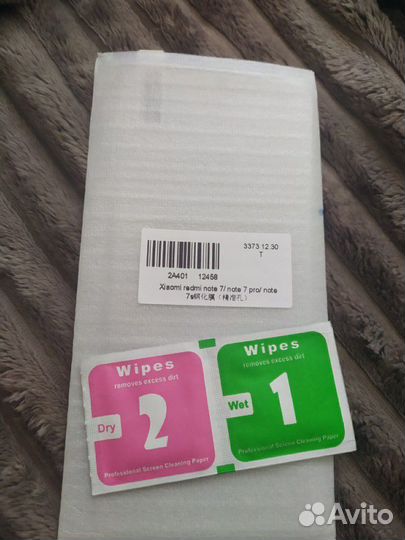 3373 12.30
T
2A401 12458
Xiaomi redmi note 7/ note 7 pro/ note
7s钢化膜（精准孔）
Wipes
removes excess dirt
Dry
2
Professional Screen Cleaning Paper
Wipes
removes excess dirt
Wet
1
Professional Screen Cleaning Paper
Avito